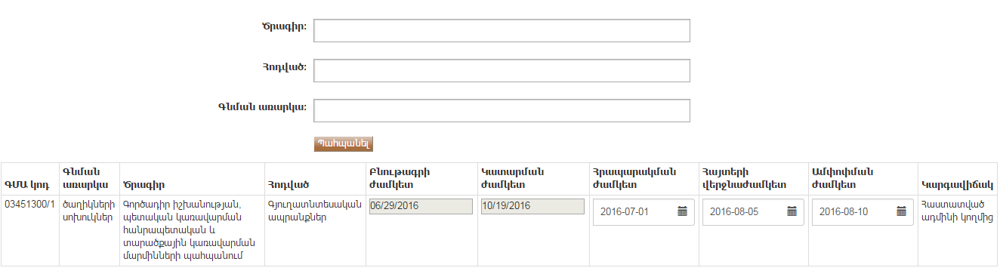 Ծրագիր:
Հոդված:
Գնման առարկա:
Պահպանել
ԳՄԱ կոդ
Գնման
առարկա
Ծրագիր
Հոդված
Բնութագրի
ժամկետ
Կատարման
ժամկետ
Հրապարակման
ժամկետ
Հայտերի
վերջնաժամկետ
Ամփոփման
ժամկետ
Կարգավիճակ
03451300/1
ծաղիկների
սոխուկներ
Գործադիր իշխանության,
պետական կառավարման
հանրապետական և
տարածքային կառավարման
մարմինների պահպանում
Գյուղատնտեսական
ապրանքներ
06/29/2016
10/19/2016
2016-07-01
2016-08-05
2016-08-10
Հաստատված
ադմինի կողմից